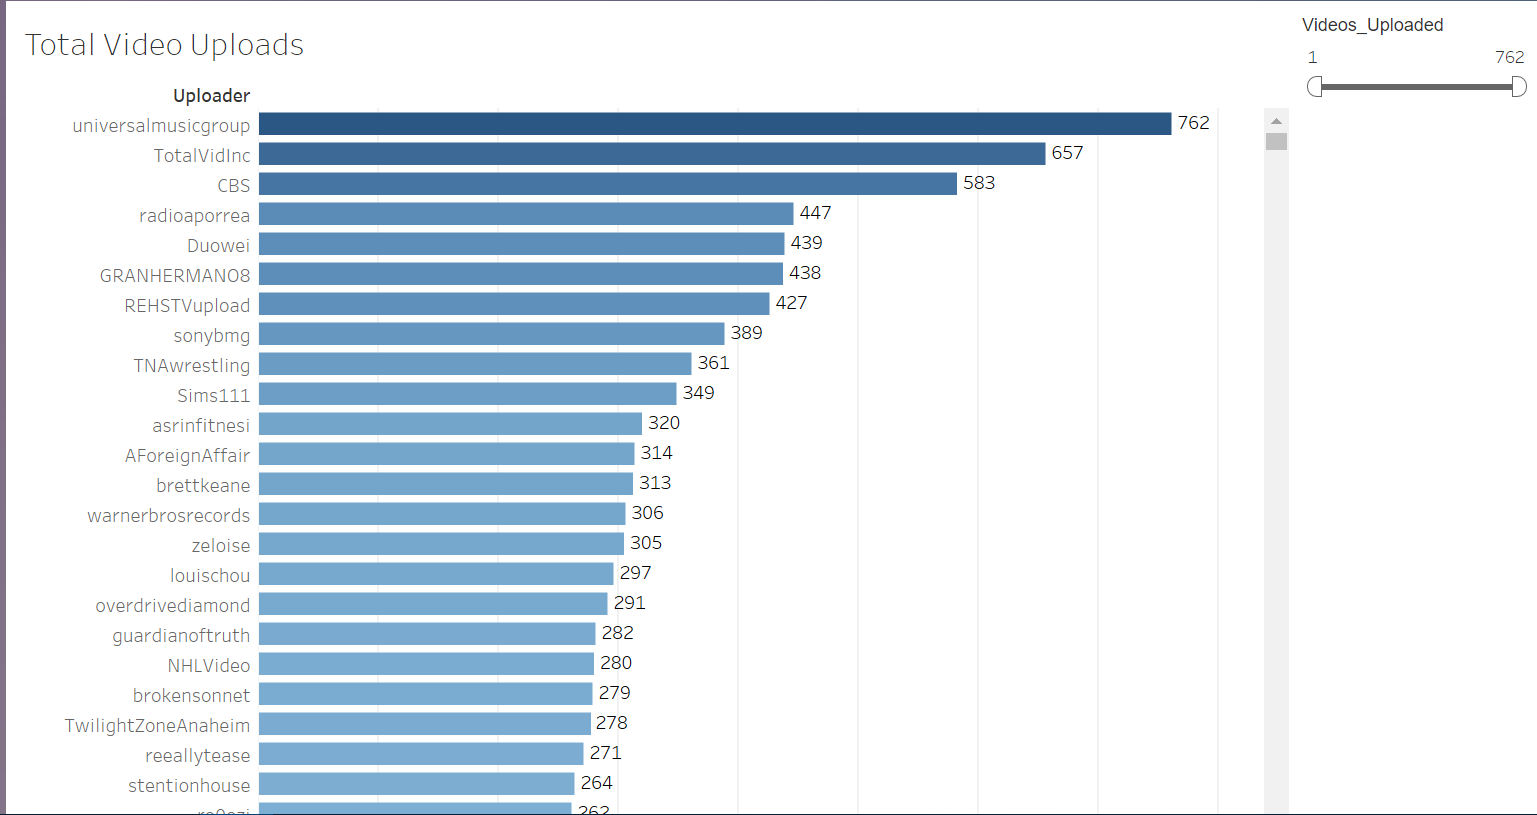 Total Video Uploads
Videos_Uploaded
1 762
Uploader
universalmusicgroup 762
TotalVidInc 657
CBS 583
radioaporrea 447
Duowei 439
GRANHERMANO8 438
REHSTVupload 427
sonybmg 389
TNAwrestling 361
Sims111 349
asrinfitnesi 320
AForeignAffair 314
brettkeane 313
warnerbrosrecords 306
zeloise 305
louischou 297
overdrivediamond 291
guardianoftruth 282
NHLVideo 280
brokensonnet 279
TwilightZoneAnaheim 278
reeallytease 271
stentionhouse 264
262